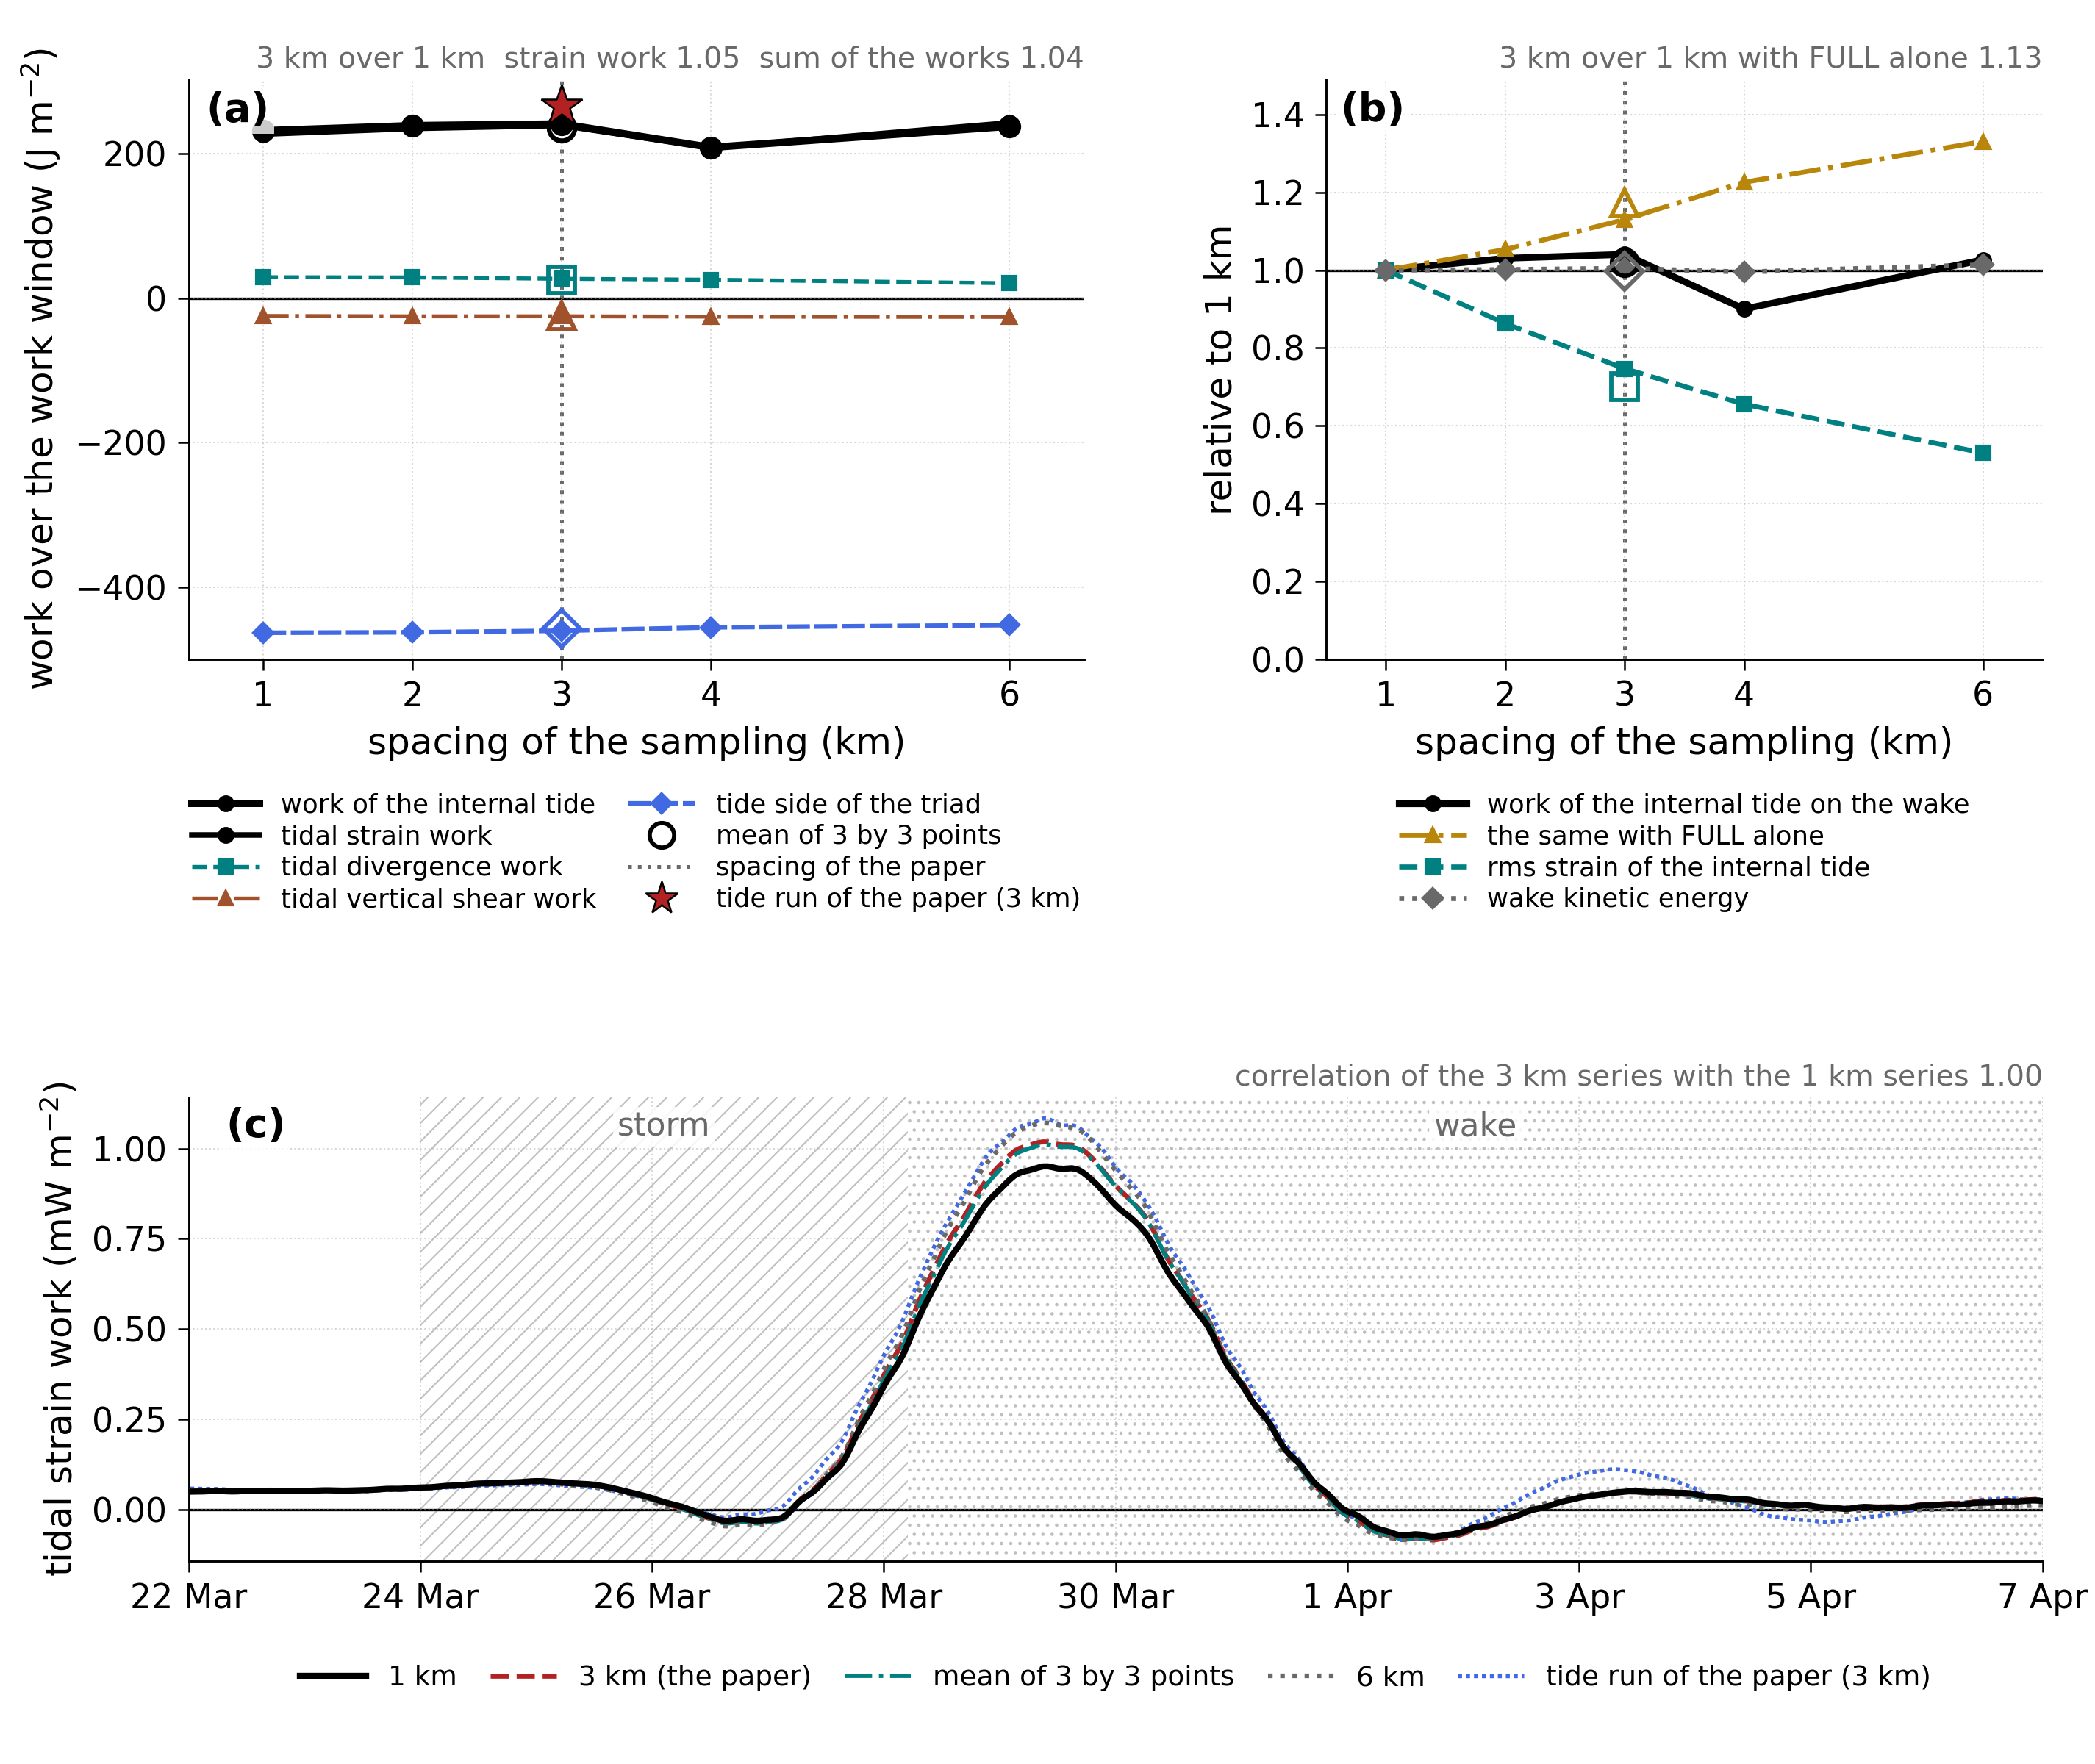 3 km over 1 km  strain work 1.05  sum of the works 1.04
(a)
work over the work window (J m⁻²)
200
0
−200
−400
1 2 3 4 6
spacing of the sampling (km)
work of the internal tide
tidal strain work
tidal divergence work
tidal vertical shear work
tide side of the triad
mean of 3 by 3 points
spacing of the paper
tide run of the paper (3 km)
3 km over 1 km with FULL alone 1.13
(b)
relative to 1 km
1.4
1.2
1.0
0.8
0.6
0.4
0.2
0.0
1 2 3 4 6
spacing of the sampling (km)
work of the internal tide on the wake
the same with FULL alone
rms strain of the internal tide
wake kinetic energy
correlation of the 3 km series with the 1 km series 1.00
(c)
storm
wake
tidal strain work (mW m⁻²)
1.00
0.75
0.50
0.25
0.00
22 Mar 24 Mar 26 Mar 28 Mar 30 Mar 1 Apr 3 Apr 5 Apr 7 Apr
1 km
3 km (the paper)
mean of 3 by 3 points
6 km
tide run of the paper (3 km)